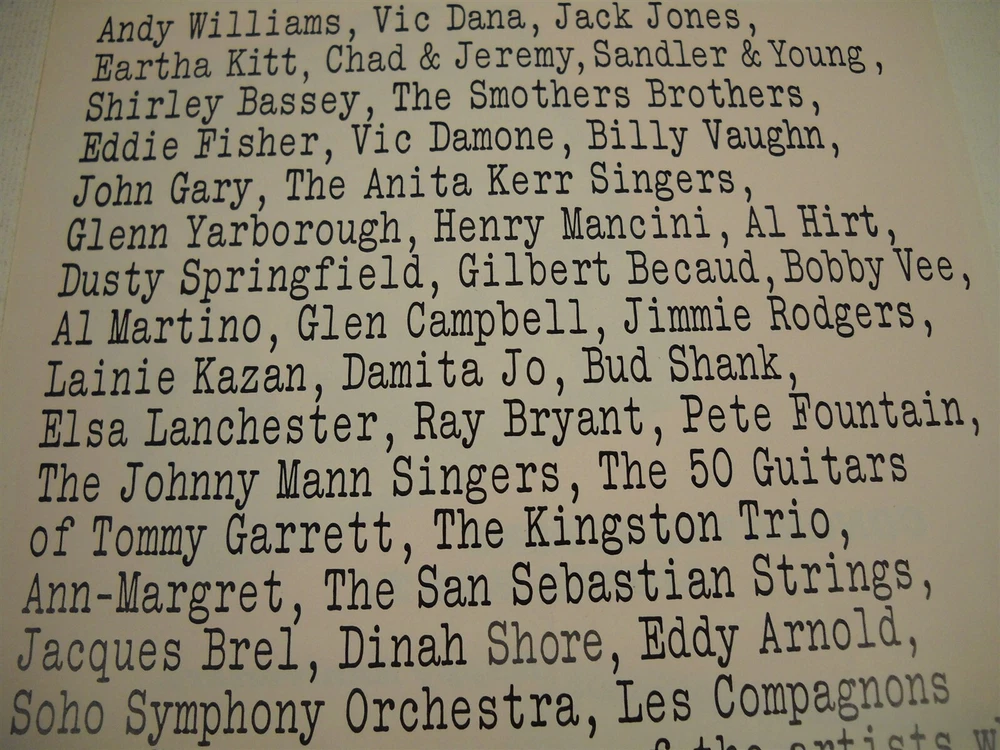 Andy Williams, Vic Dana, Jack Jones,
Eartha Kitt, Chad & Jeremy, Sandler & Young,
Shirley Bassey, The Smothers Brothers,
Eddie Fisher, Vic Damone, Billy Vaughn,
John Gary, The Anita Kerr Singers,
Glenn Yarborough, Henry Mancini, Al Hirt,
Dusty Springfield, Gilbert Becaud, Bobby Vee,
Al Martino, Glen Campbell, Jimmie Rodgers,
Lainie Kazan, Damita Jo, Bud Shank,
Elsa Lanchester, Ray Bryant, Pete Fountain,
The Johnny Mann Singers, The 50 Guitars
of Tommy Garrett, The Kingston Trio,
Ann-Margret, The San Sebastian Strings,
Jacques Brel, Dinah Shore, Eddy Arnold,
Soho Symphony Orchestra, Les Compagnons
the artists